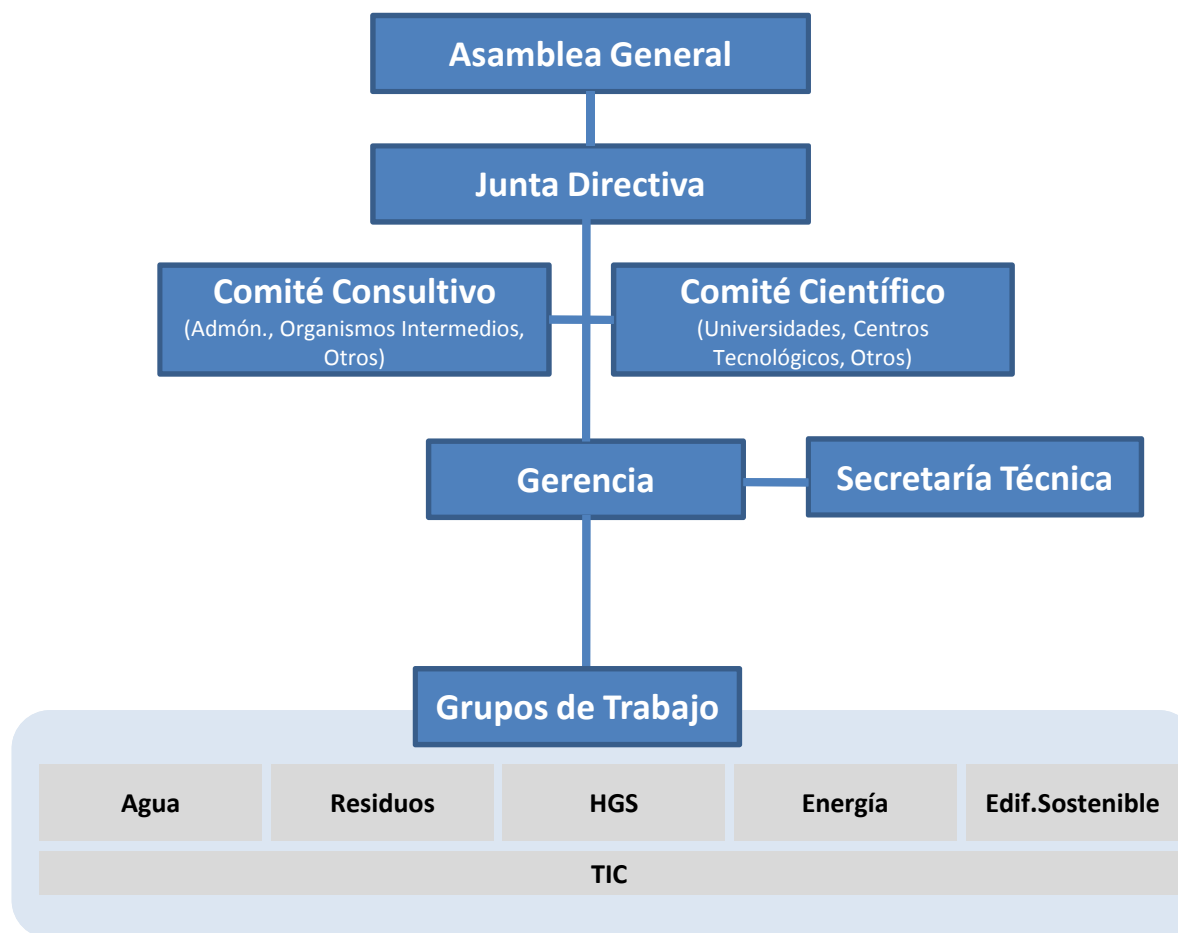 Asamblea General
Junta Directiva
Comité Consultivo
(Admón., Organismos Intermedios,
Otros)
Comité Científico
(Universidades, Centros
Tecnológicos, Otros)
Gerencia
Secretaría Técnica
Grupos de Trabajo
Agua
Residuos
HGS
Energía
Edif.Sostenible
TIC